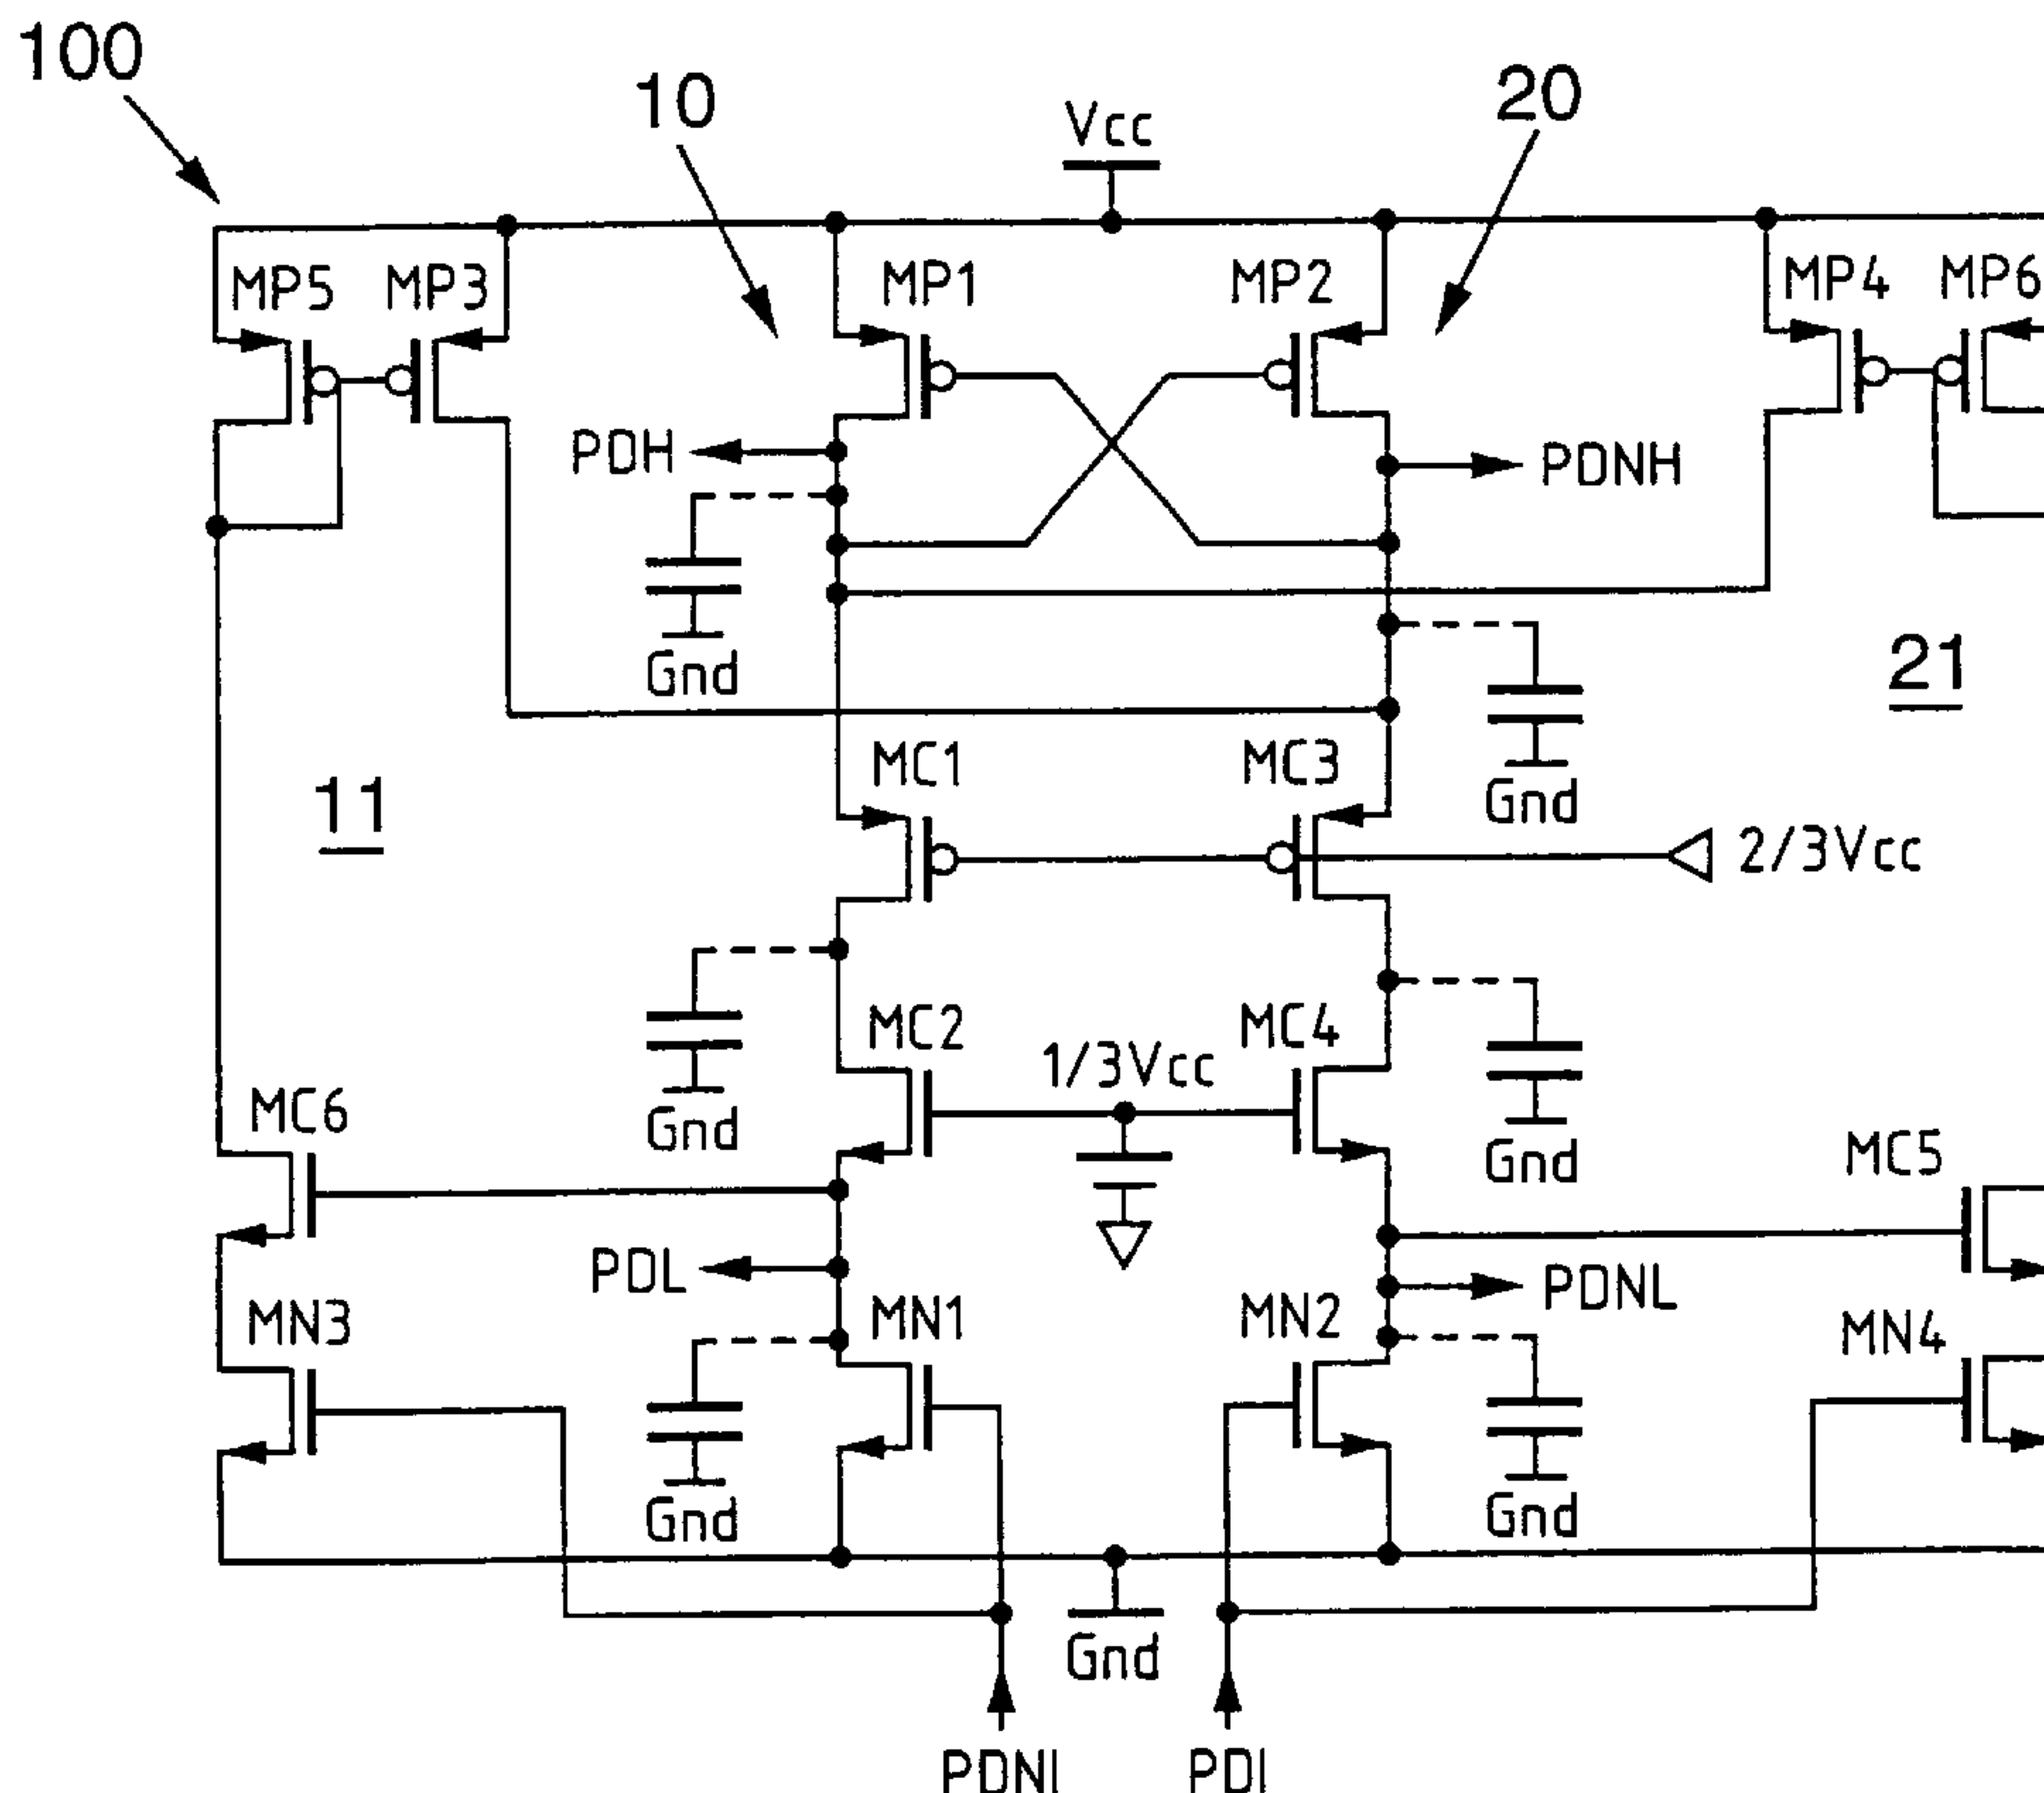 100
10
20
Vcc
MP5
MP3
MP1
MP2
MP4
MP6
PDH
PDNH
Gnd
21
MC1
MC3
Gnd
11
2/3Vcc
MC2
MC4
1/3Vcc
MC6
Gnd
Gnd
MC5
PDL
PDNL
MN3
MN1
MN2
MN4
Gnd
Gnd
Gnd
PDNI
PDI